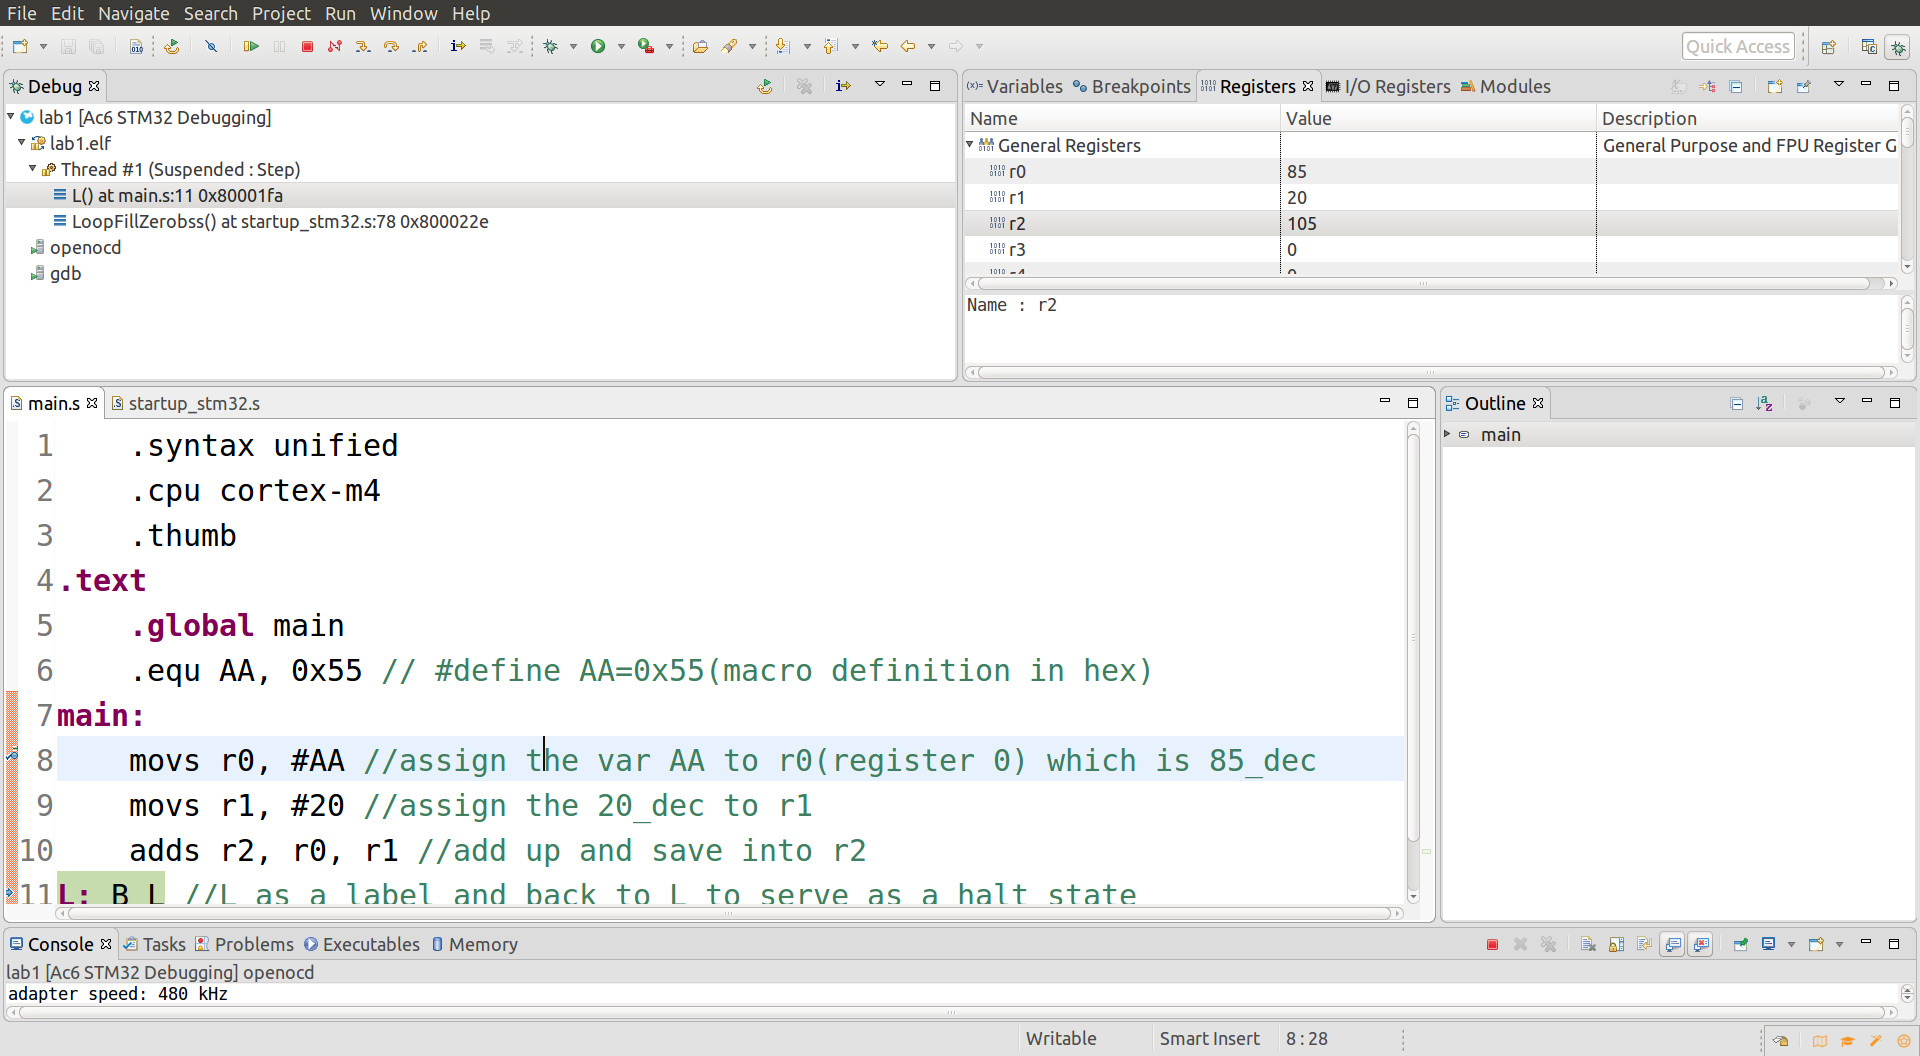 File Edit Navigate Search Project Run Window Help
Quick Access
Debug
lab1 [Ac6 STM32 Debugging]
lab1.elf
Thread #1 (Suspended : Step)
L() at main.s:11 0x80001fa
LoopFillZerobss() at startup_stm32.s:78 0x800022e
openocd
gdb
Variables Breakpoints Registers I/O Registers Modules
Name Value Description
General Registers General Purpose and FPU Register G
r0 85
r1 20
r2 105
r3 0
r4 0
Name : r2
main.s startup_stm32.s
1 .syntax unified
2 .cpu cortex-m4
3 .thumb
4 .text
5 .global main
6 .equ AA, 0x55 // #define AA=0x55(macro definition in hex)
7 main:
8 movs r0, #AA //assign the var AA to r0(register 0) which is 85_dec
9 movs r1, #20 //assign the 20_dec to r1
10 adds r2, r0, r1 //add up and save into r2
11 L: B L //L as a label and back to L to serve as a halt state
Outline
main
Console Tasks Problems Executables Memory
lab1 [Ac6 STM32 Debugging] openocd
adapter speed: 480 kHz
Writable Smart Insert 8 : 28